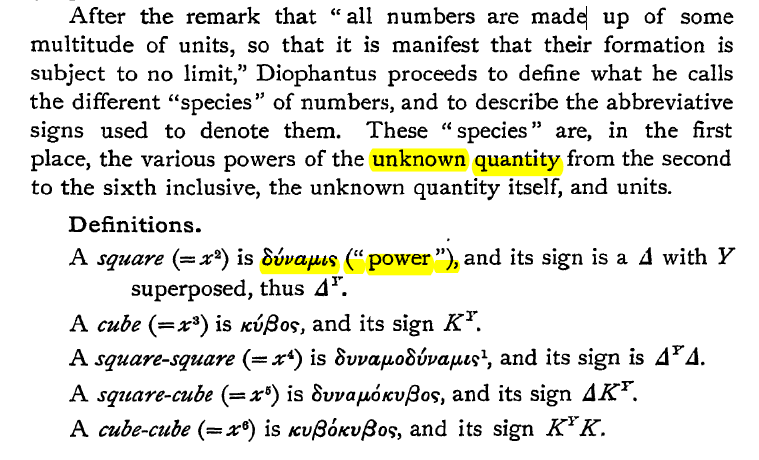 After the remark that “all numbers are made up of some
multitude of units, so that it is manifest that their formation is
subject to no limit,” Diophantus proceeds to define what he calls
the different “species” of numbers, and to describe the abbreviative
signs used to denote them. These “species” are, in the first
place, the various powers of the unknown quantity from the second
to the sixth inclusive, the unknown quantity itself, and units.
Definitions.
A square (=x²) is δύναμις (“power”), and its sign is a Δ with Υ
superposed, thus Δ^Υ.
A cube (=x³) is κύβος, and its sign Κ^Υ.
A square-square (=x⁴) is δυναμοδύναμις¹, and its sign is Δ^ΥΔ.
A square-cube (=x⁵) is δυναμόκυβος, and its sign ΔΚ^Υ.
A cube-cube (=x⁶) is κυβόκυβος, and its sign Κ^ΥΚ.